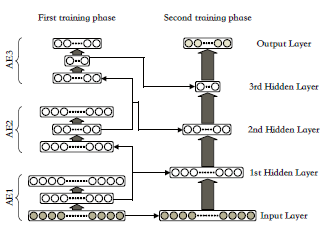 First training phase
Second training phase
AE3
Output Layer
3rd Hidden Layer
AE2
2nd Hidden Layer
1st Hidden Layer
AE1
Input Layer